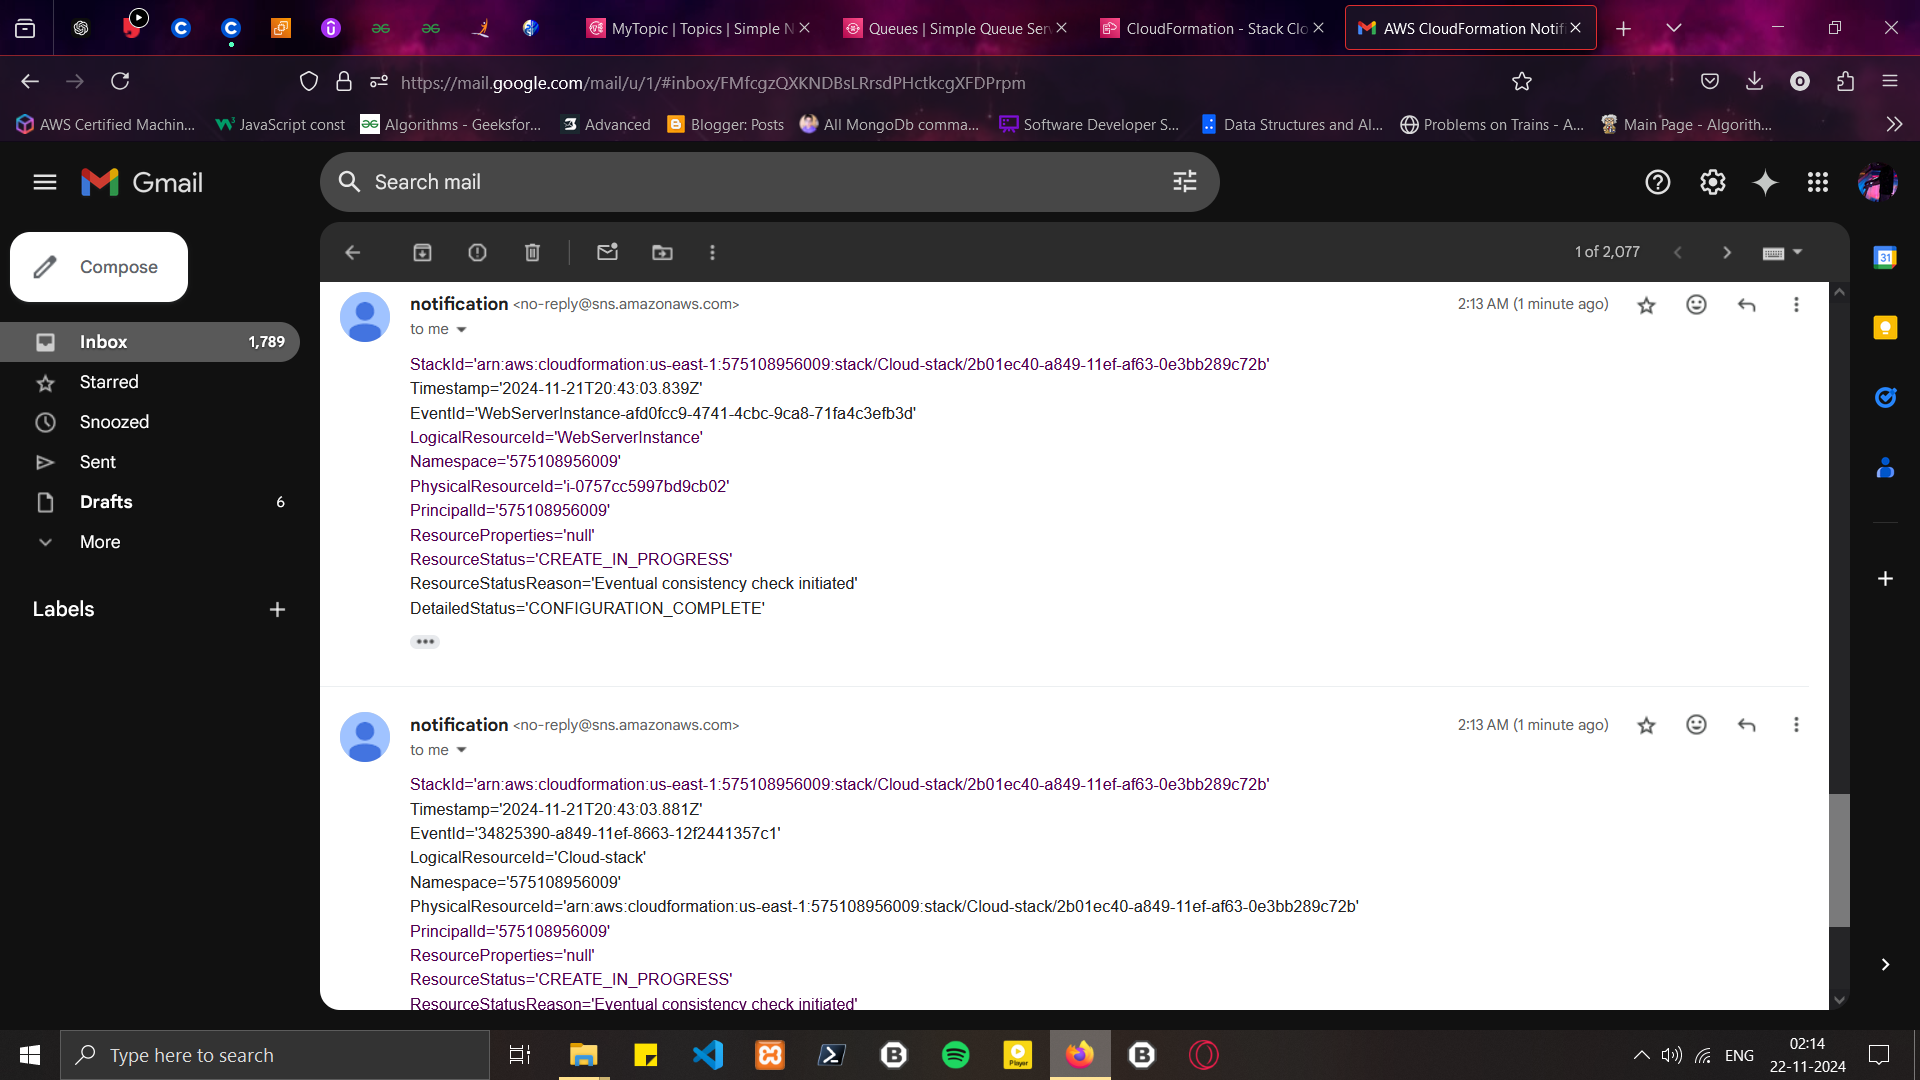 MyTopic | Topics | Simple N
Queues | Simple Queue Serv
CloudFormation - Stack Clo
AWS CloudFormation Notifi
https://mail.google.com/mail/u/1/#inbox/FMfcgzQXKNDBsLRrsdPHctkcgXFDPrpm
AWS Certified Machin...
JavaScript const
Algorithms - Geeksfor...
Advanced
Blogger: Posts
All MongoDb comma...
Software Developer S...
Data Structures and Al...
Problems on Trains - A...
Main Page - Algorith...
Gmail
Search mail
Compose
1 of 2,077
Inbox 1,789
Starred
Snoozed
Sent
Drafts 6
More
Labels
notification <no-reply@sns.amazonaws.com> 2:13 AM (1 minute ago)
to me
StackId='arn:aws:cloudformation:us-east-1:575108956009:stack/Cloud-stack/2b01ec40-a849-11ef-af63-0e3bb289c72b'
Timestamp='2024-11-21T20:43:03.839Z'
EventId='WebServerInstance-afd0fcc9-4741-4cbc-9ca8-71fa4c3efb3d'
LogicalResourceId='WebServerInstance'
Namespace='575108956009'
PhysicalResourceId='i-0757cc5997bd9cb02'
PrincipalId='575108956009'
ResourceProperties='null'
ResourceStatus='CREATE_IN_PROGRESS'
ResourceStatusReason='Eventual consistency check initiated'
DetailedStatus='CONFIGURATION_COMPLETE'
notification <no-reply@sns.amazonaws.com> 2:13 AM (1 minute ago)
to me
StackId='arn:aws:cloudformation:us-east-1:575108956009:stack/Cloud-stack/2b01ec40-a849-11ef-af63-0e3bb289c72b'
Timestamp='2024-11-21T20:43:03.881Z'
EventId='34825390-a849-11ef-8663-12f2441357c1'
LogicalResourceId='Cloud-stack'
Namespace='575108956009'
PhysicalResourceId='arn:aws:cloudformation:us-east-1:575108956009:stack/Cloud-stack/2b01ec40-a849-11ef-af63-0e3bb289c72b'
PrincipalId='575108956009'
ResourceProperties='null'
ResourceStatus='CREATE_IN_PROGRESS'
ResourceStatusReason='Eventual consistency check initiated'
31
Type here to search
Player
ENG
02:14
22-11-2024